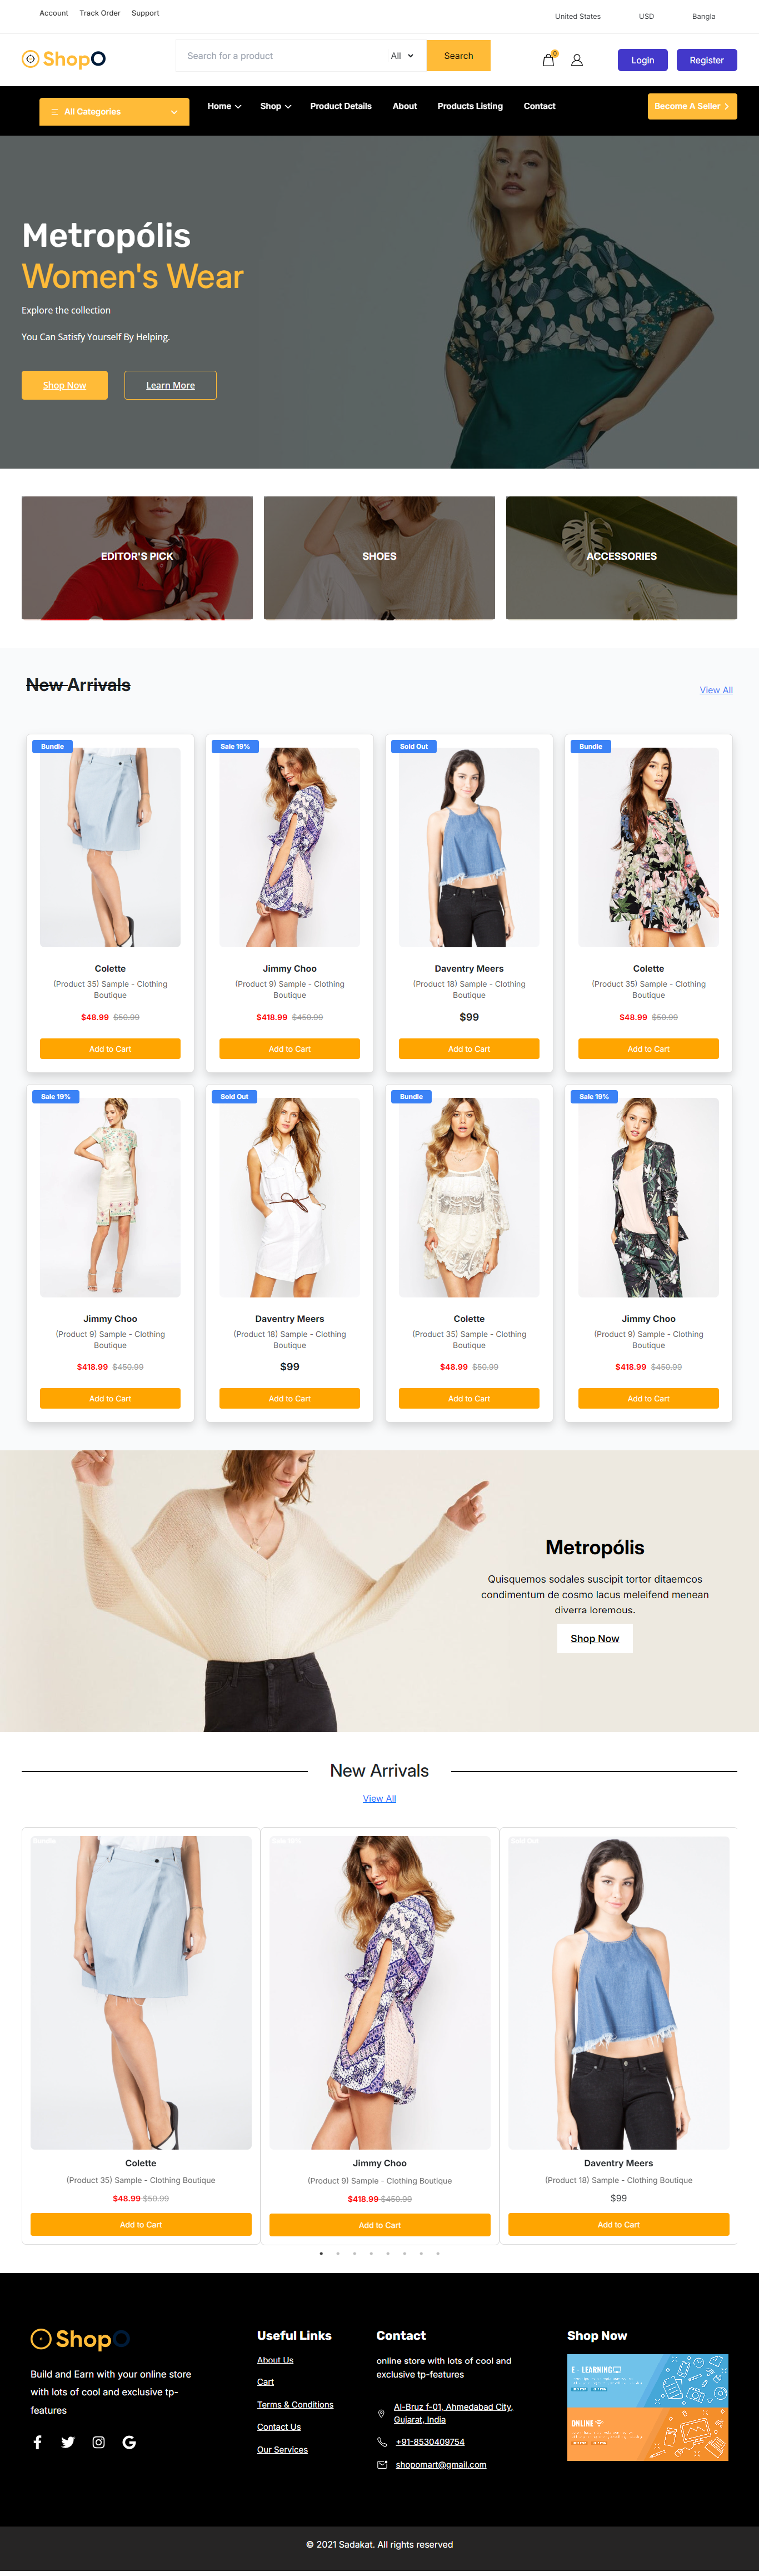 Account Track Order Support
United States USD Bangla
ShopO
Search for a product
All
Search
0
Login
Register
All Categories
Home Shop Product Details About Products Listing Contact
Become A Seller
Metropólis
Women's Wear
Explore the collection
You Can Satisfy Yourself By Helping.
Shop Now
Learn More
EDITOR'S PICK
SHOES
ACCESSORIES
New Arrivals
View All
Bundle
Colette
(Product 35) Sample - Clothing
Boutique
$48.99 $50.99
Add to Cart
Sale 19%
Jimmy Choo
(Product 9) Sample - Clothing
Boutique
$418.99 $450.99
Add to Cart
Sold Out
Daventry Meers
(Product 18) Sample - Clothing
Boutique
$99
Add to Cart
Bundle
Colette
(Product 35) Sample - Clothing
Boutique
$48.99 $50.99
Add to Cart
Sale 19%
Jimmy Choo
(Product 9) Sample - Clothing
Boutique
$418.99 $450.99
Add to Cart
Sold Out
Daventry Meers
(Product 18) Sample - Clothing
Boutique
$99
Add to Cart
Bundle
Colette
(Product 35) Sample - Clothing
Boutique
$48.99 $50.99
Add to Cart
Sale 19%
Jimmy Choo
(Product 9) Sample - Clothing
Boutique
$418.99 $450.99
Add to Cart
Metropólis
Quisquemos sodales suscipit tortor ditaemcos
condimentum de cosmo lacus meleifend menean
diverra loremous.
Shop Now
New Arrivals
View All
Bundle
Colette
(Product 35) Sample - Clothing Boutique
$48.99 $50.99
Add to Cart
Sale 19%
Jimmy Choo
(Product 9) Sample - Clothing Boutique
$418.99 $450.99
Add to Cart
Sold Out
Daventry Meers
(Product 18) Sample - Clothing Boutique
$99
Add to Cart
ShopO
Build and Earn with your online store
with lots of cool and exclusive tp-
features
Useful Links
About Us
Cart
Terms & Conditions
Contact Us
Our Services
Contact
online store with lots of cool and
exclusive tp-features
Al-Bruz f-01, Ahmedabad City,
Gujarat, India
+91-8530409754
shopomart@gmail.com
Shop Now
E - LEARNING
ONLINE
© 2021 Sadakat. All rights reserved